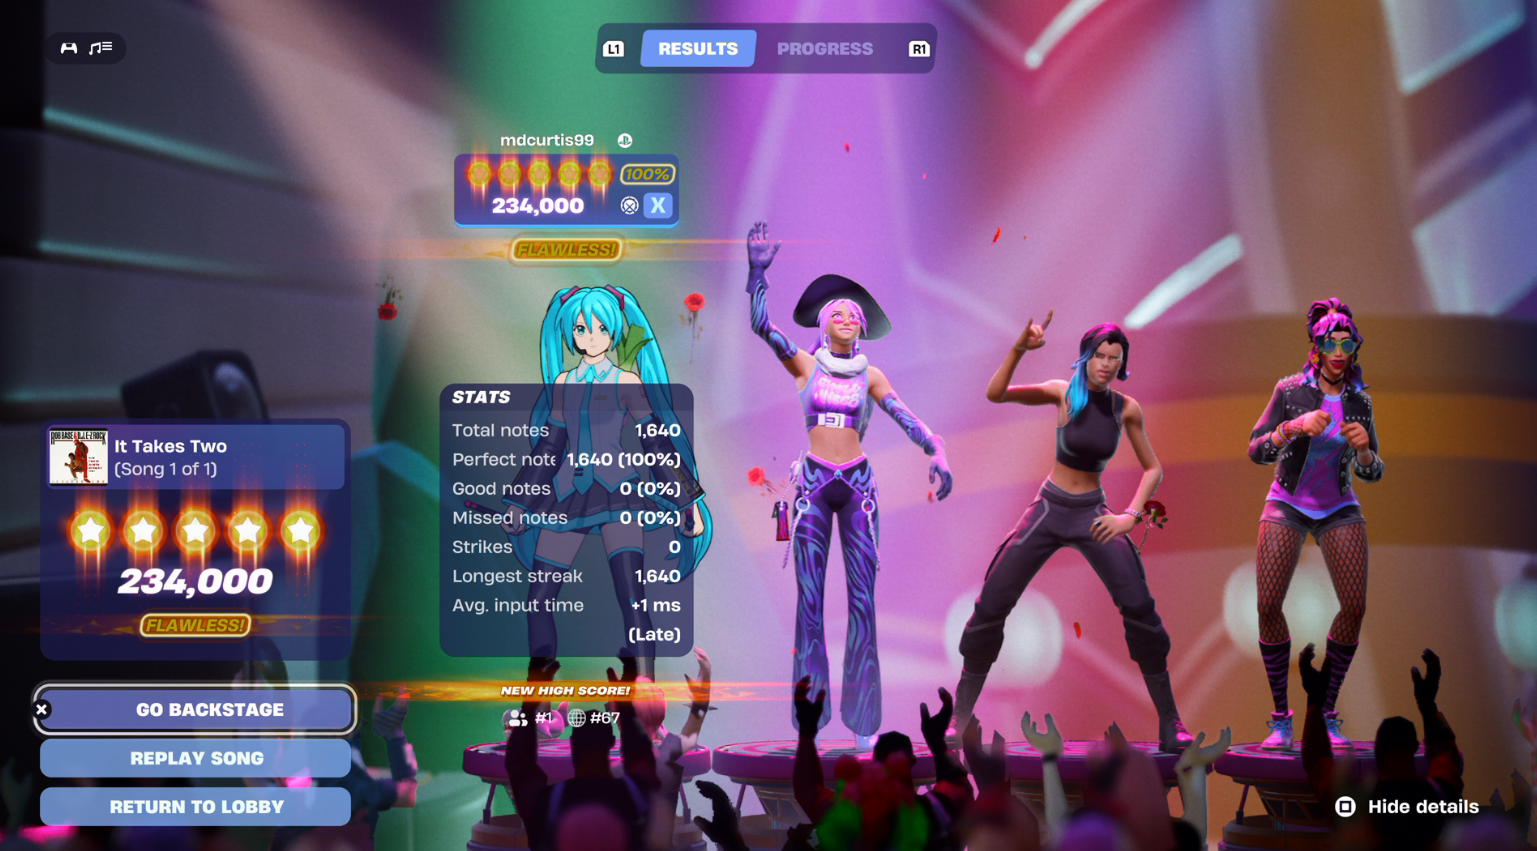 L1
RESULTS
PROGRESS
R1
mdcurtis99
100%
234,000
X
FLAWLESS!
STATS
Total notes 1,640
Perfect note 1,640 (100%)
Good notes 0 (0%)
Missed notes 0 (0%)
Strikes 0
Longest streak 1,640
Avg. input time +1 ms
(Late)
NEW HIGH SCORE!
#1 #67
ROB BASE & D.J. E-Z ROCK
It Takes Two
(Song 1 of 1)
234,000
FLAWLESS!
GO BACKSTAGE
REPLAY SONG
RETURN TO LOBBY
Hide details